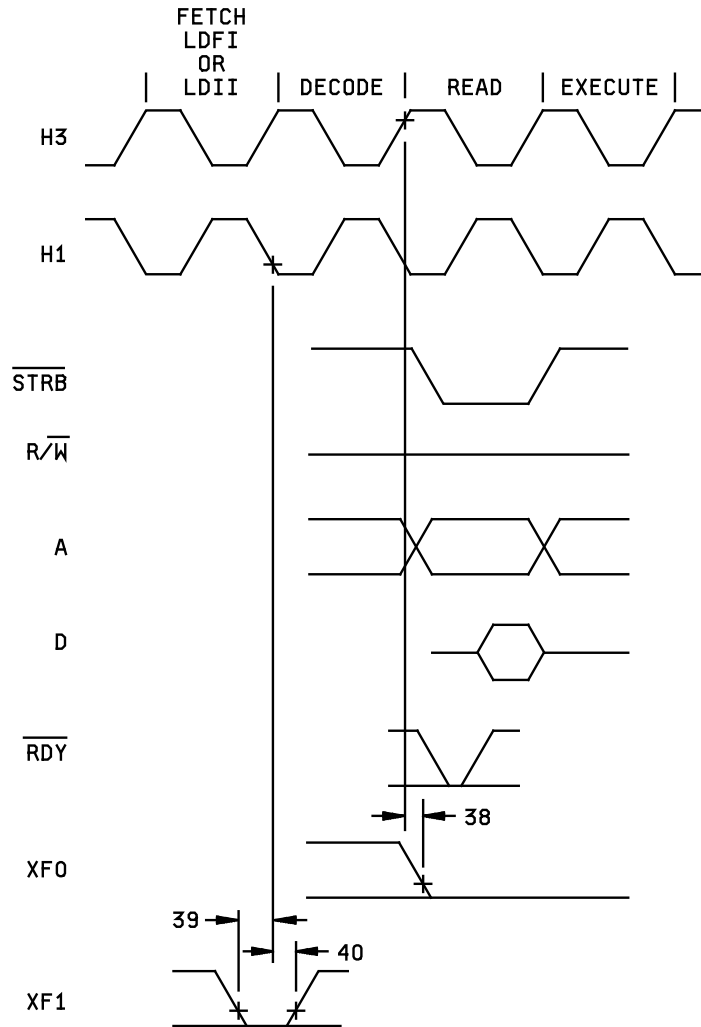 FETCH
LDFI
OR
LDII
DECODE
READ
EXECUTE
H3
H1
STRB
R/W
A
D
RDY
38
XF0
39
40
XF1